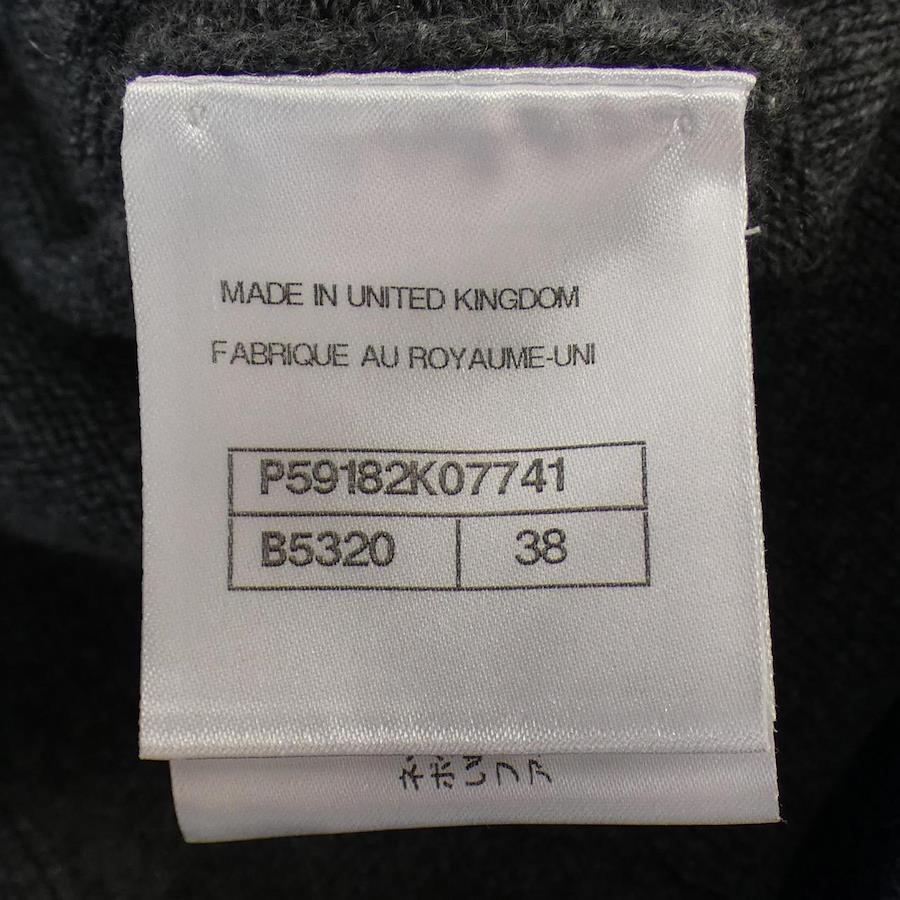 MADE IN UNITED KINGDOM
FABRIQUE AU ROYAUME-UNI
P59182K07741
B5320 38